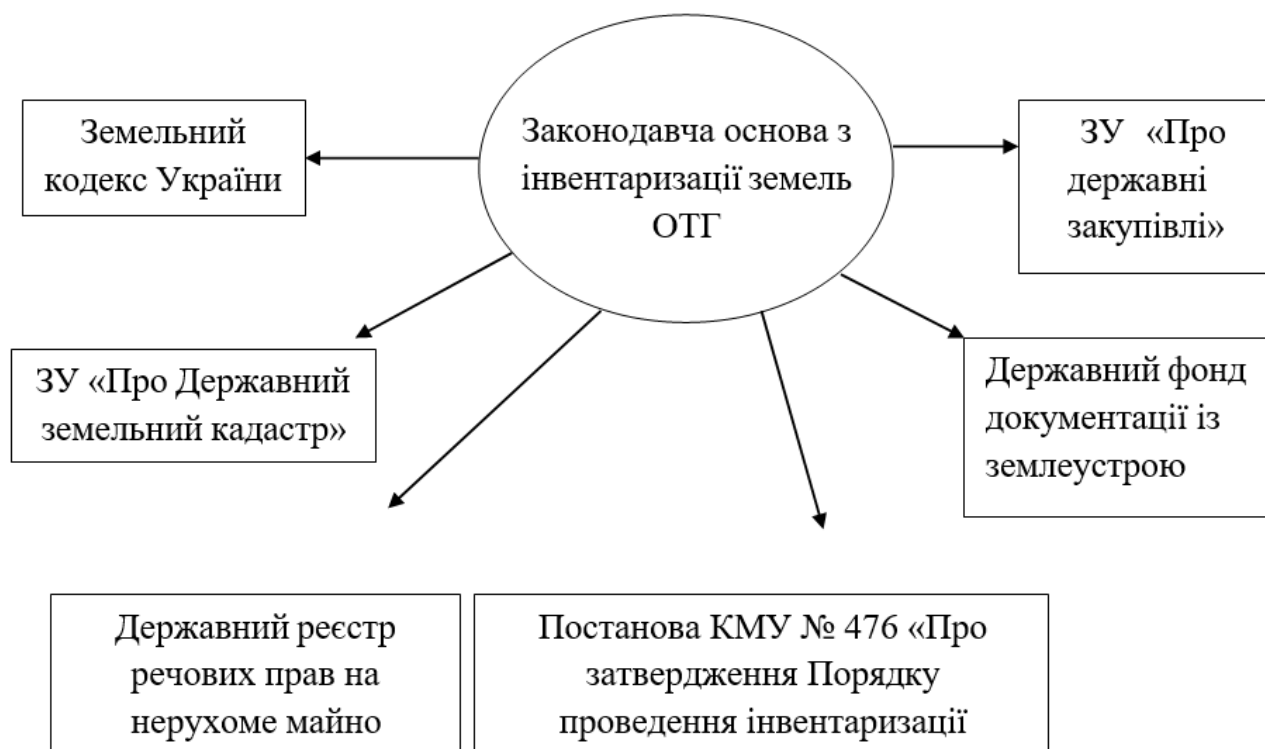 Законодавча основа з
інвентаризації земель
ОТГ
Земельний
кодекс України
ЗУ «Про
державні
закупівлі»
ЗУ «Про Державний
земельний кадастр»
Державний фонд
документації із
землеустрою
Державний реєстр
речових прав на
нерухоме майно
Постанова КМУ № 476 «Про
затвердження Порядку
проведення інвентаризації